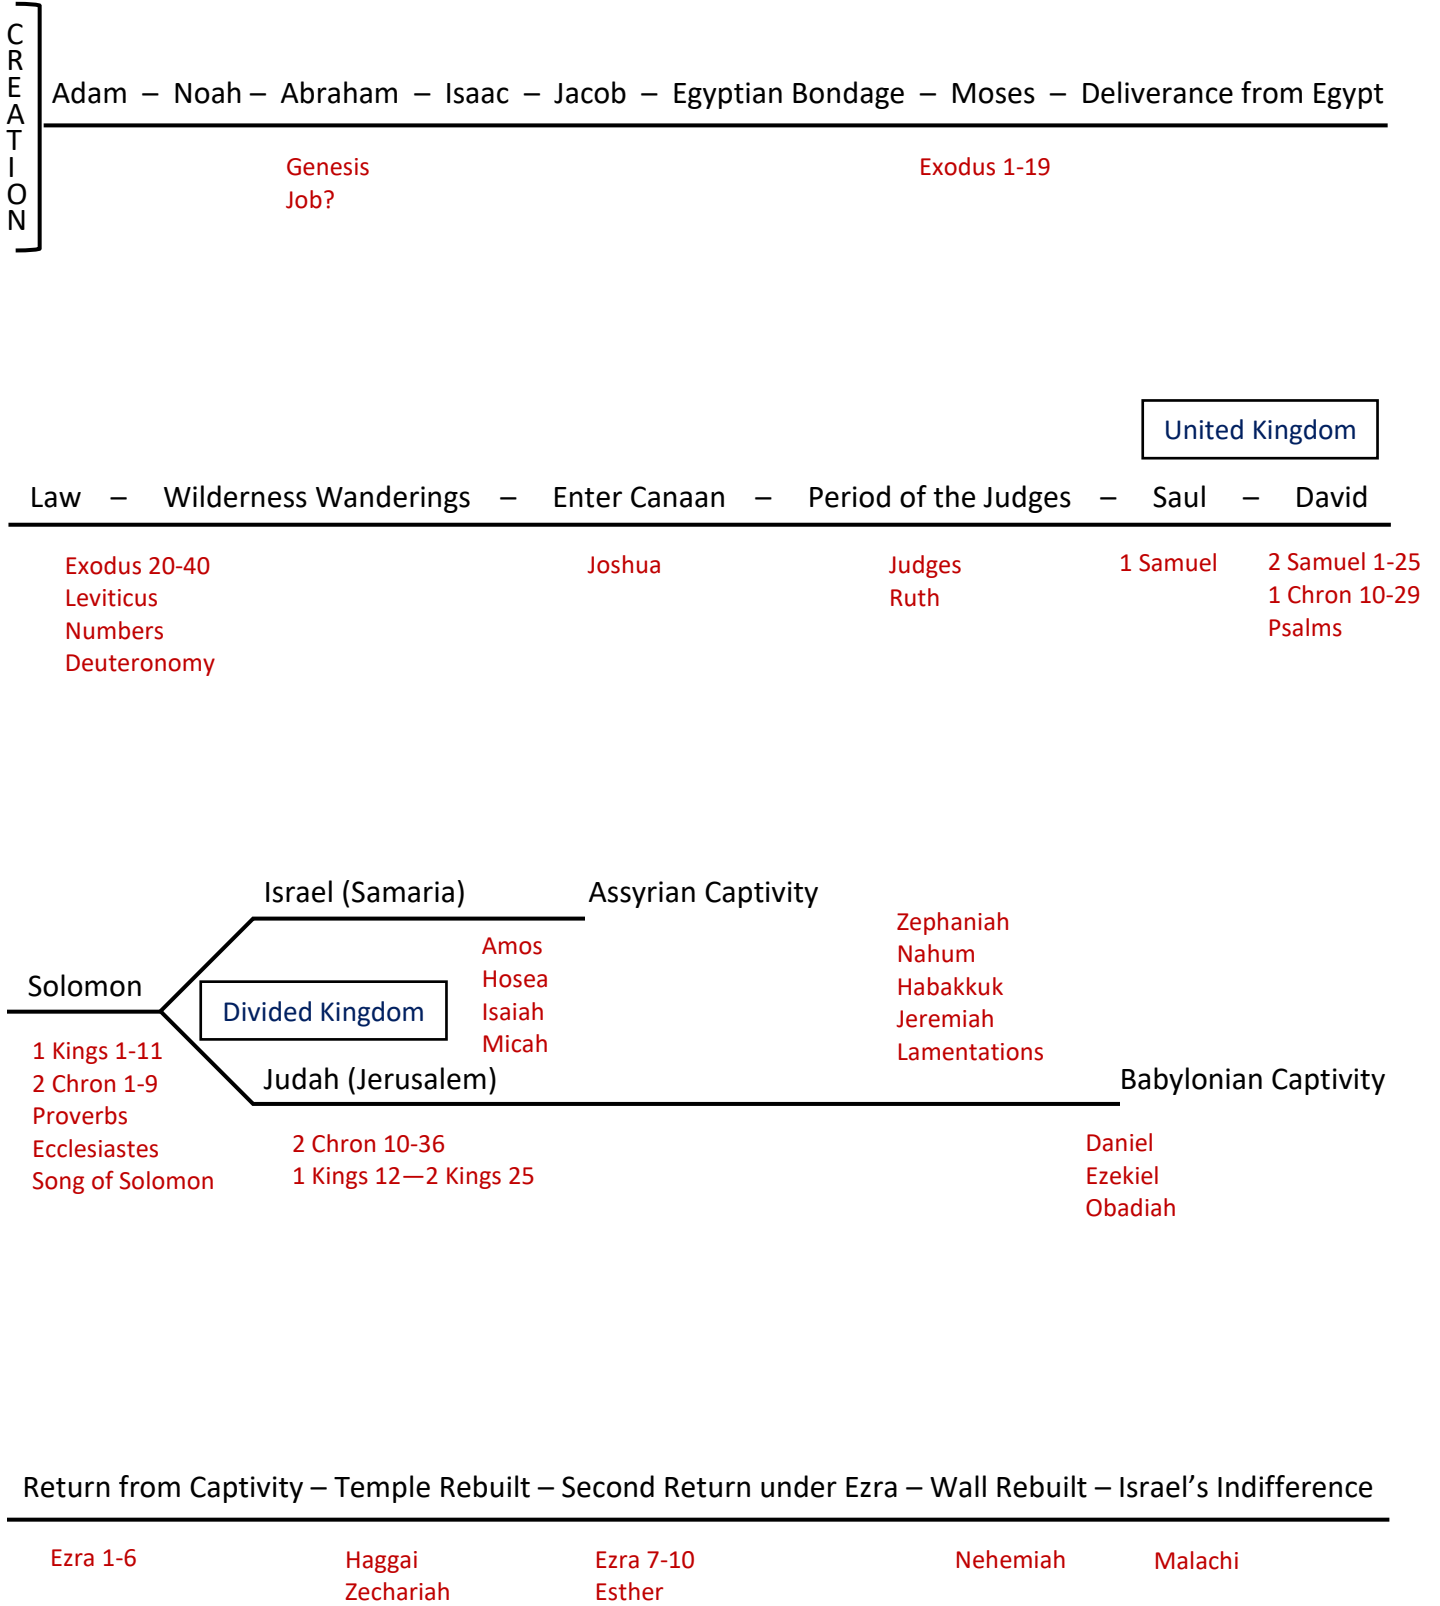 CREATION
Adam – Noah – Abraham – Isaac – Jacob – Egyptian Bondage – Moses – Deliverance from Egypt
Genesis
Job?
Exodus 1-19
United Kingdom
Law – Wilderness Wanderings – Enter Canaan – Period of the Judges – Saul – David
Exodus 20-40
Leviticus
Numbers
Deuteronomy
Joshua
Judges
Ruth
1 Samuel
2 Samuel 1-25
1 Chron 10-29
Psalms
Israel (Samaria)
Assyrian Captivity
Solomon
Divided Kingdom
Amos
Hosea
Isaiah
Micah
Zephaniah
Nahum
Habakkuk
Jeremiah
Lamentations
1 Kings 1-11
2 Chron 1-9
Proverbs
Ecclesiastes
Song of Solomon
Judah (Jerusalem)
Babylonian Captivity
2 Chron 10-36
1 Kings 12—2 Kings 25
Daniel
Ezekiel
Obadiah
Return from Captivity – Temple Rebuilt – Second Return under Ezra – Wall Rebuilt – Israel’s Indifference
Ezra 1-6
Haggai
Zechariah
Ezra 7-10
Esther
Nehemiah
Malachi